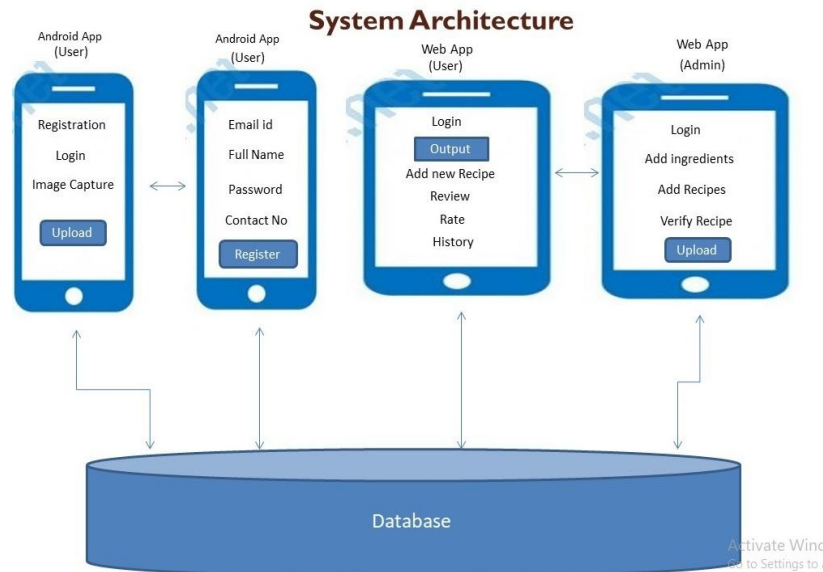 System Architecture
Android App
(User)
Registration
Login
Image Capture
Upload
Android App
(User)
Email id
Full Name
Password
Contact No
Register
Web App
(User)
Login
Output
Add new Recipe
Review
Rate
History
Web App
(Admin)
Login
Add ingredients
Add Recipes
Verify Recipe
Upload
Database
Activate Wind
Go to Settings to